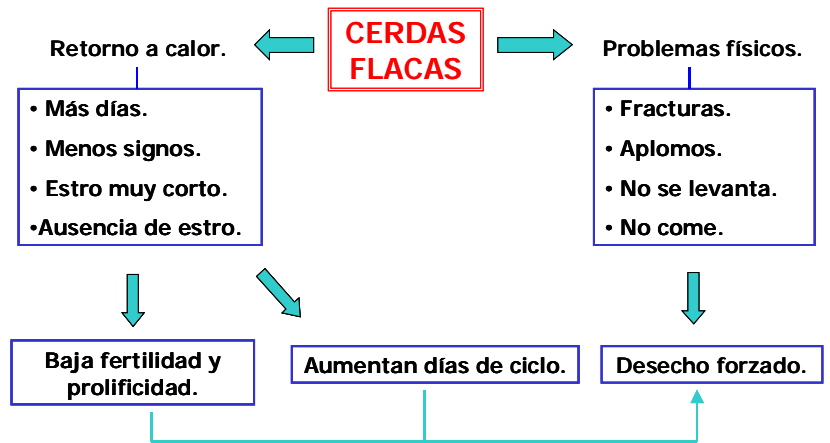 CERDAS
FLACAS
Retorno a calor.
• Más días.
• Menos signos.
• Estro muy corto.
•Ausencia de estro.
Problemas físicos.
• Fracturas.
• Aplomos.
• No se levanta.
• No come.
Baja fertilidad y
prolificidad.
Aumentan días de ciclo.
Desecho forzado.